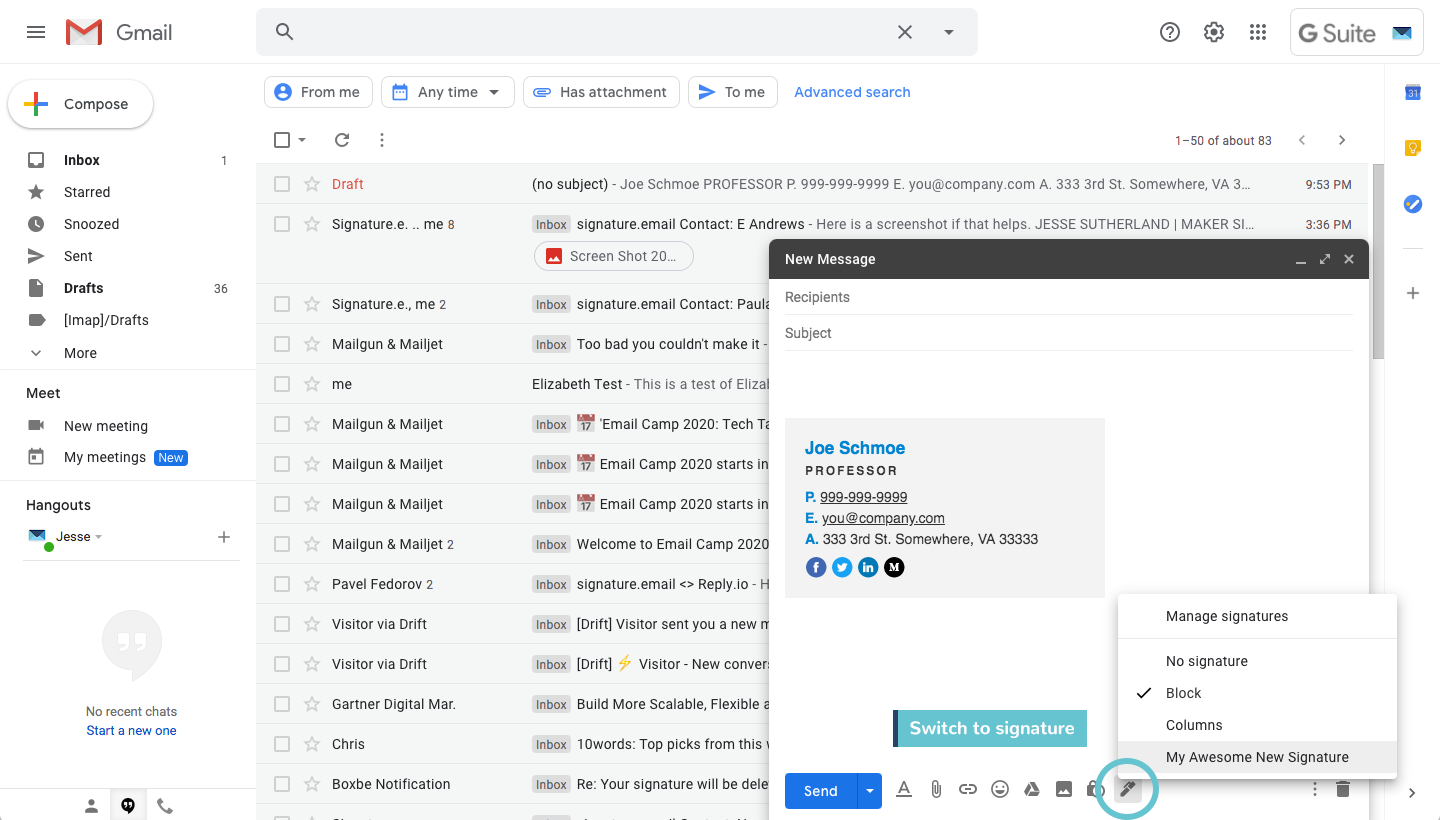 Gmail
G Suite
Compose
From me
Any time
Has attachment
To me
Advanced search
31
1–50 of about 83
Inbox 1
Starred
Snoozed
Sent
Drafts 36
[Imap]/Drafts
More
Meet
New meeting
My meetings New
Hangouts
Jesse
No recent chats
Start a new one
Draft (no subject) - Joe Schmoe PROFESSOR P. 999-999-9999 E. you@company.com A. 333 3rd St. Somewhere, VA 3… 9:53 PM
Signature.e. .. me 8 Inbox signature.email Contact: E Andrews - Here is a screenshot if that helps. JESSE SUTHERLAND | MAKER SI… 3:36 PM
Screen Shot 20…
Signature.e., me 2 Inbox signature.email Contact: Paula
Mailgun & Mailjet Inbox Too bad you couldn't make it -
me Elizabeth Test - This is a test of Elizab
Mailgun & Mailjet Inbox 17 'Email Camp 2020: Tech Ta
Mailgun & Mailjet Inbox 17 Email Camp 2020 starts in
Mailgun & Mailjet Inbox 17 Email Camp 2020 starts in
Mailgun & Mailjet 2 Inbox Welcome to Email Camp 2020
Pavel Fedorov 2 Inbox signature.email <> Reply.io - H
Visitor via Drift Inbox [Drift] Visitor sent you a new m
Visitor via Drift Inbox [Drift] ⚡ Visitor - New convers
Gartner Digital Mar. Inbox Build More Scalable, Flexible a
Chris Inbox 10words: Top picks from this w
Boxbe Notification Inbox Re: Your signature will be delet
New Message
Recipients
Subject
Joe Schmoe
PROFESSOR
P. 999-999-9999
E. you@company.com
A. 333 3rd St. Somewhere, VA 33333
Manage signatures
No signature
Block
Columns
My Awesome New Signature
Switch to signature
Send